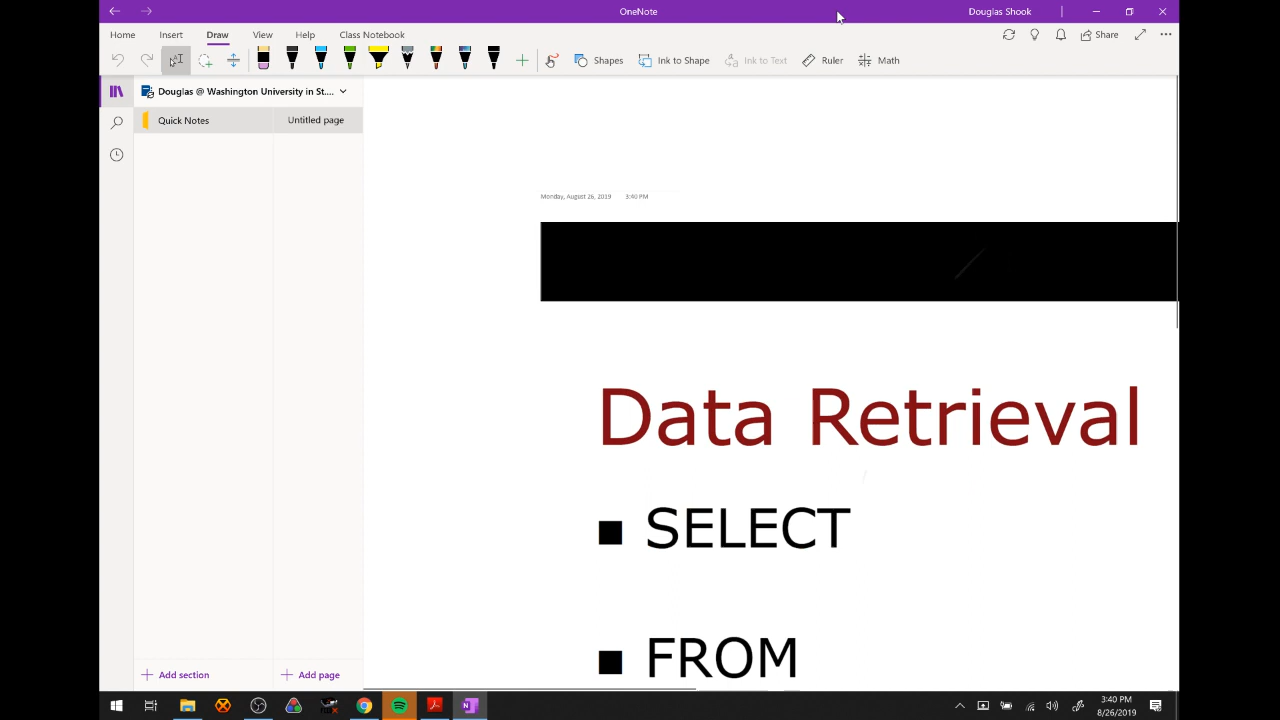 OneNote
Douglas Shook
Home Insert Draw View Help Class Notebook
Share
Shapes Ink to Shape Ink to Text Ruler Math
Douglas @ Washington University in St....
Quick Notes
Untitled page
Monday, August 26, 2019 3:40 PM
Data Retrieval
SELECT
FROM
Add section
Add page
3:40 PM
8/26/2019